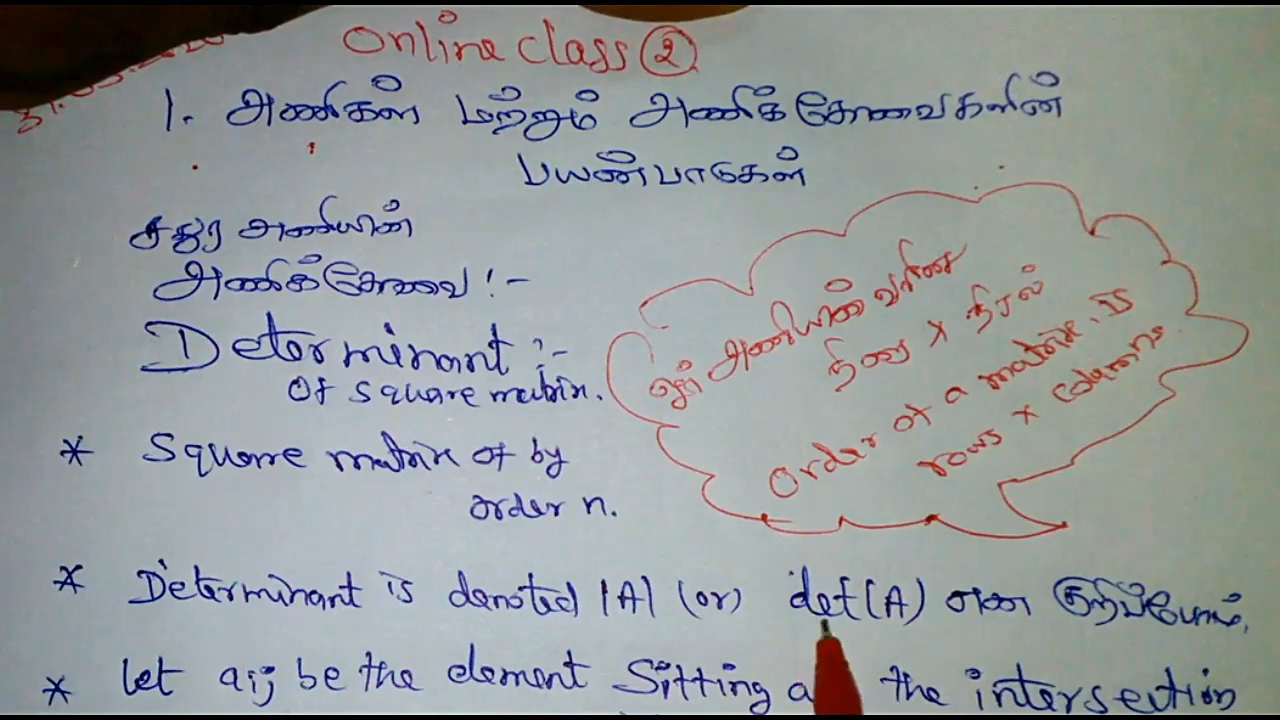 Online class ②
1. அணிகள் மற்றும் அணிக்கோவைகளின்
பயன்பாடுகள்
சதுர அணியின்
அணிக்கோவை :-
Determinant :-
Of square matrix.
* Square matrix of by
order n.
ஓர் அணியின் வரிசை
நிரை × நிரல்
Order of a matrix is
rows × columns
* Determinant is denoted |A| (or) det(A) என குறிப்போம்.
* Let aij be the element Sitting a the intersection